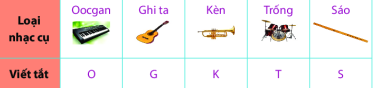 Loại nhạc cụ Oocgan Ghi ta Kèn Trống Sáo
Viết tắt O G K T S